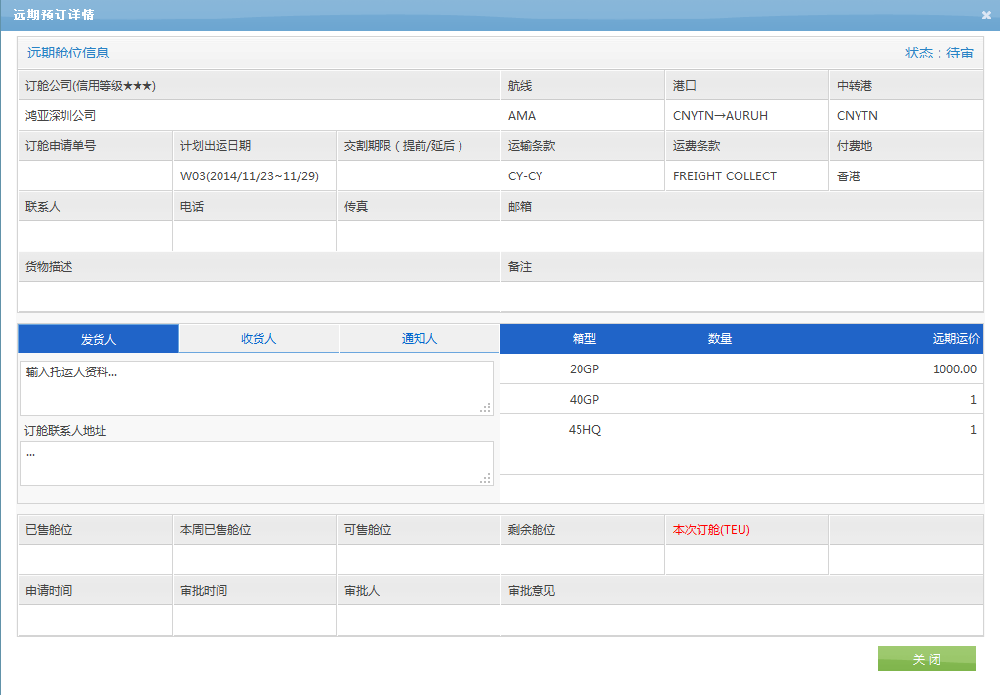 远期预订详情
远期舱位信息 状态：待审
订舱公司(信用等级★★★) 航线 港口 中转港
鸿亚深圳公司 AMA CNYTN→AURUH CNYTN
订舱申请单号 计划出运日期 交割期限（提前/延后） 运输条款 运费条款 付费地
W03(2014/11/23~11/29) CY-CY FREIGHT COLLECT 香港
联系人 电话 传真 邮箱
货物描述 备注
发货人 收货人 通知人 箱型 数量 远期运价
输入托运人资料... 20GP 1000.00
40GP 1
订舱联系人地址 45HQ 1
...
已售舱位 本周已售舱位 可售舱位 剩余舱位 本次订舱(TEU)
申请时间 审批时间 审批人 审批意见
关 闭